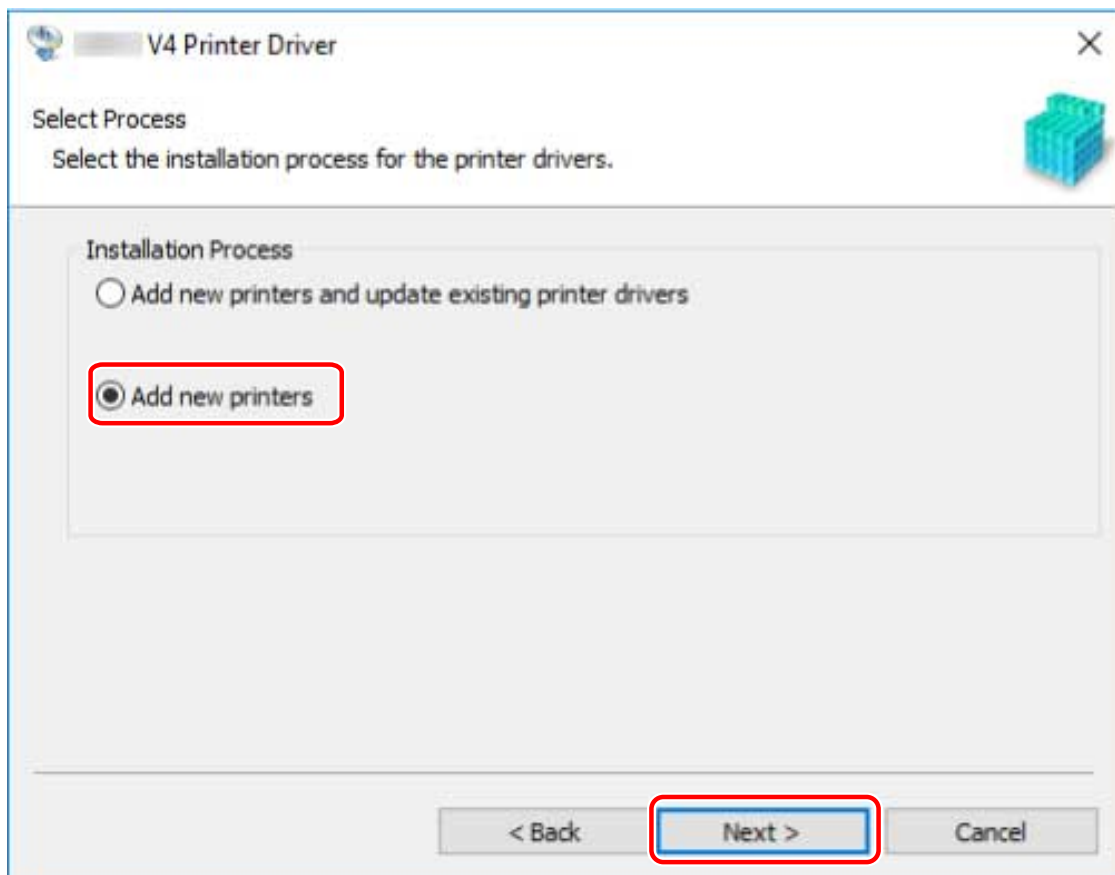 V4 Printer Driver
Select Process
Select the installation process for the printer drivers.
Installation Process
Add new printers and update existing printer drivers
Add new printers
< Back Next > Cancel